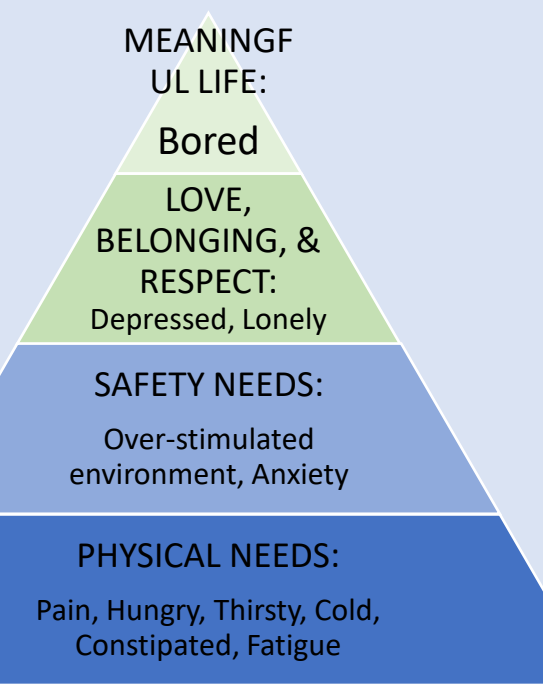 MEANINGF
UL LIFE:
Bored
LOVE,
BELONGING, &
RESPECT:
Depressed, Lonely
SAFETY NEEDS:
Over-stimulated
environment, Anxiety
PHYSICAL NEEDS:
Pain, Hungry, Thirsty, Cold,
Constipated, Fatigue